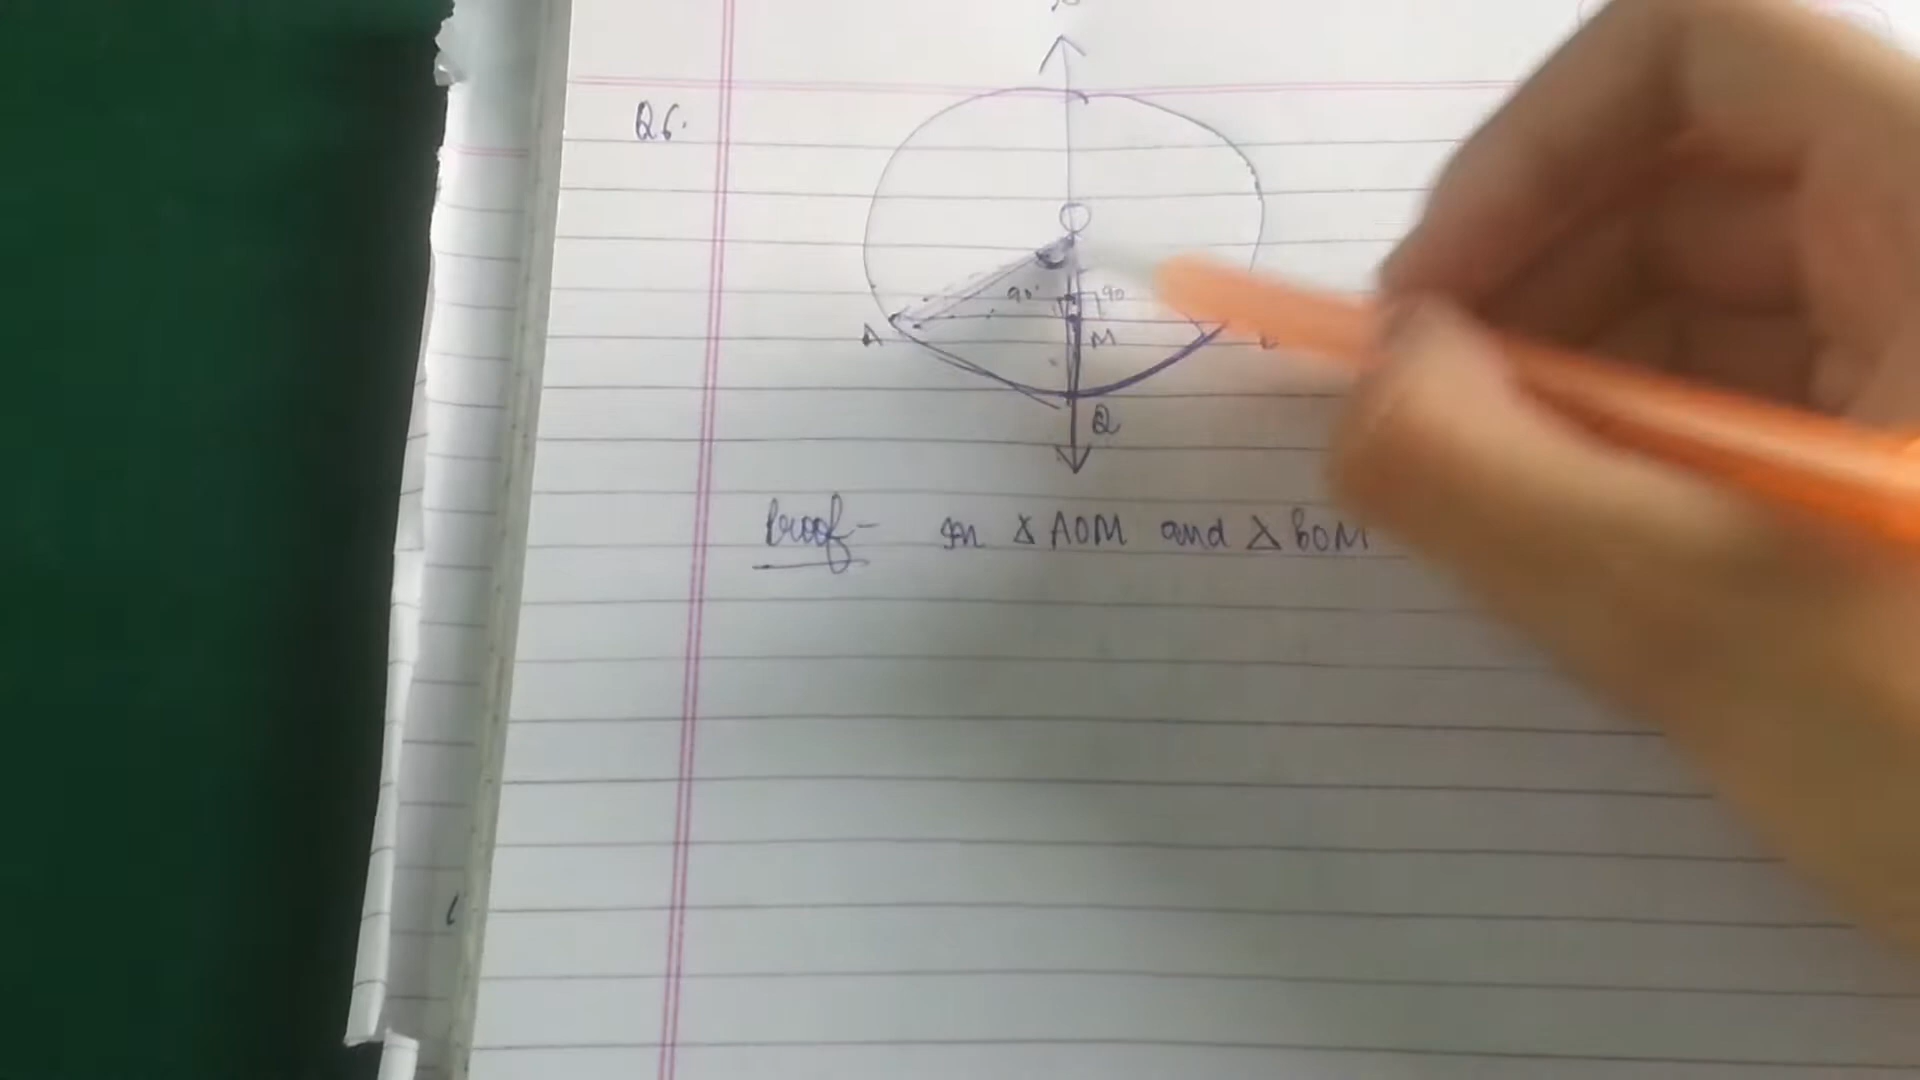 Q6.
O
90° 90
A M
Q
Proof- In Δ AOM and Δ BOM